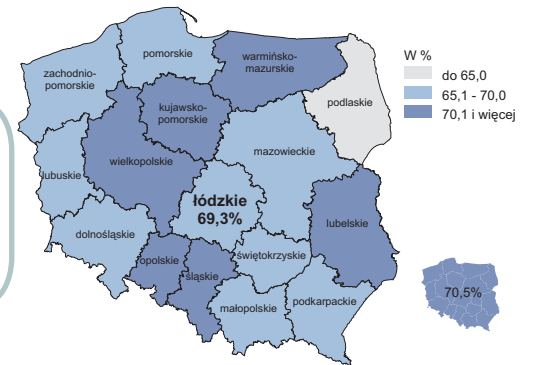 pomorskie
warmińsko-
mazurskie
zachodnio-
pomorskie
W %
do 65,0
65,1 - 70,0
70,1 i więcej
podlaskie
kujawsko-
pomorskie
wielkopolskie
mazowieckie
lubuskie
łódzkie
69,3%
lubelskie
dolnośląskie
opolskie
śląskie
świętokrzyskie
małopolskie
podkarpackie
70,5%